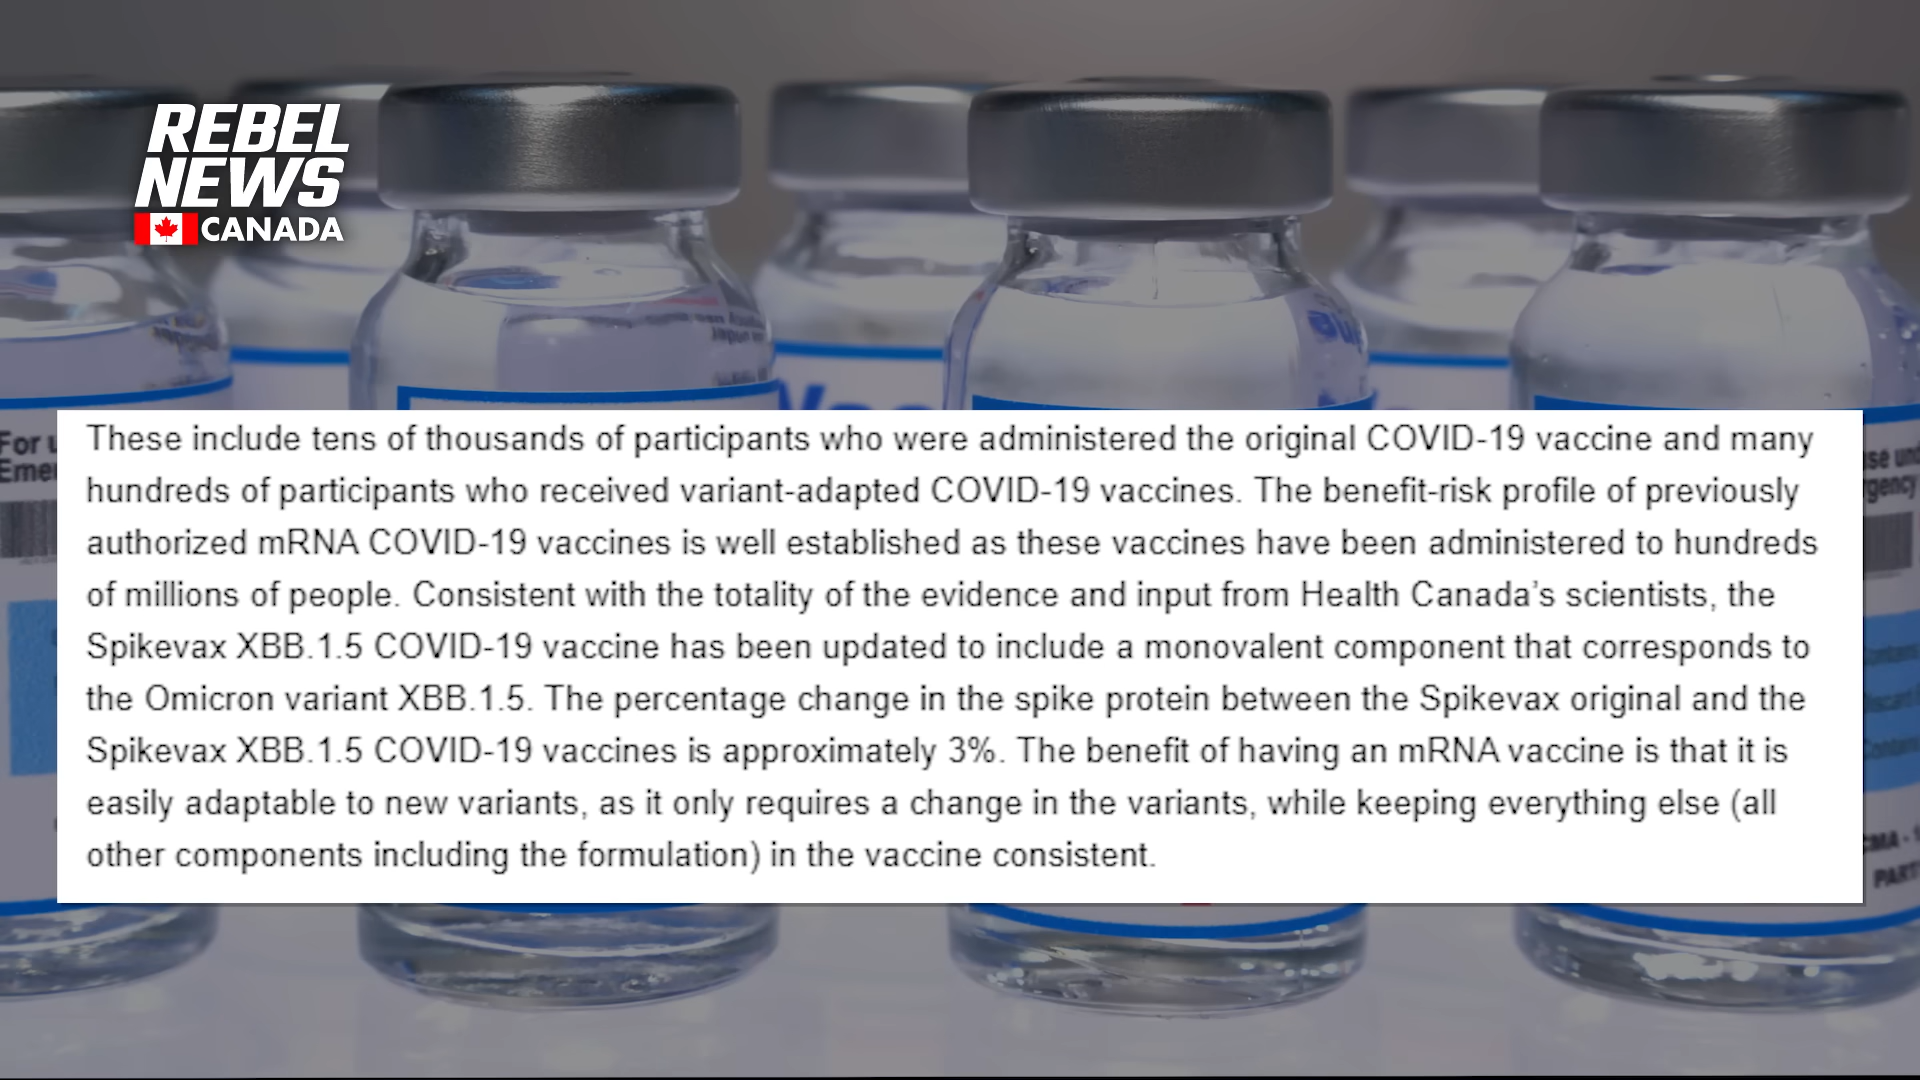 REBEL
NEWS
CANADA
These include tens of thousands of participants who were administered the original COVID-19 vaccine and many
hundreds of participants who received variant-adapted COVID-19 vaccines. The benefit-risk profile of previously
authorized mRNA COVID-19 vaccines is well established as these vaccines have been administered to hundreds
of millions of people. Consistent with the totality of the evidence and input from Health Canada’s scientists, the
Spikevax XBB.1.5 COVID-19 vaccine has been updated to include a monovalent component that corresponds to
the Omicron variant XBB.1.5. The percentage change in the spike protein between the Spikevax original and the
Spikevax XBB.1.5 COVID-19 vaccines is approximately 3%. The benefit of having an mRNA vaccine is that it is
easily adaptable to new variants, as it only requires a change in the variants, while keeping everything else (all
other components including the formulation) in the vaccine consistent.
For